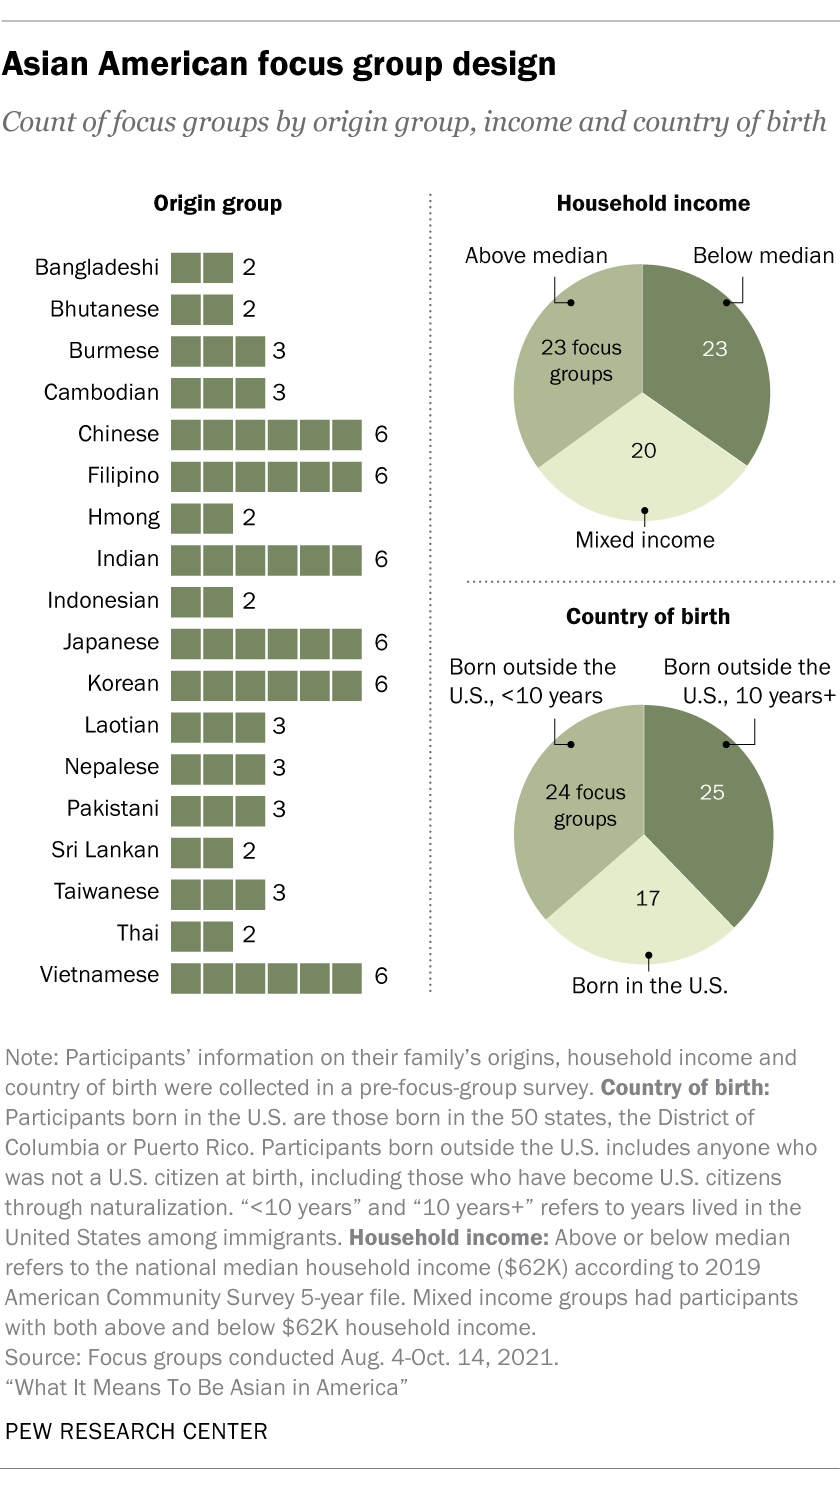 Asian American focus group design
Count of focus groups by origin group, income and country of birth
Origin group
Bangladeshi 2
Bhutanese 2
Burmese 3
Cambodian 3
Chinese 6
Filipino 6
Hmong 2
Indian 6
Indonesian 2
Japanese 6
Korean 6
Laotian 3
Nepalese 3
Pakistani 3
Sri Lankan 2
Taiwanese 3
Thai 2
Vietnamese 6
Household income
Above median
Below median
23 focus
groups
23
20
Mixed income
Country of birth
Born outside the
U.S., <10 years
Born outside the
U.S., 10 years+
24 focus
groups
25
17
Born in the U.S.
Note: Participants’ information on their family’s origins, household income and
country of birth were collected in a pre-focus-group survey. Country of birth:
Participants born in the U.S. are those born in the 50 states, the District of
Columbia or Puerto Rico. Participants born outside the U.S. includes anyone who
was not a U.S. citizen at birth, including those who have become U.S. citizens
through naturalization. “<10 years” and “10 years+” refers to years lived in the
United States among immigrants. Household income: Above or below median
refers to the national median household income ($62K) according to 2019
American Community Survey 5-year file. Mixed income groups had participants
with both above and below $62K household income.
Source: Focus groups conducted Aug. 4-Oct. 14, 2021.
“What It Means To Be Asian in America”
PEW RESEARCH CENTER